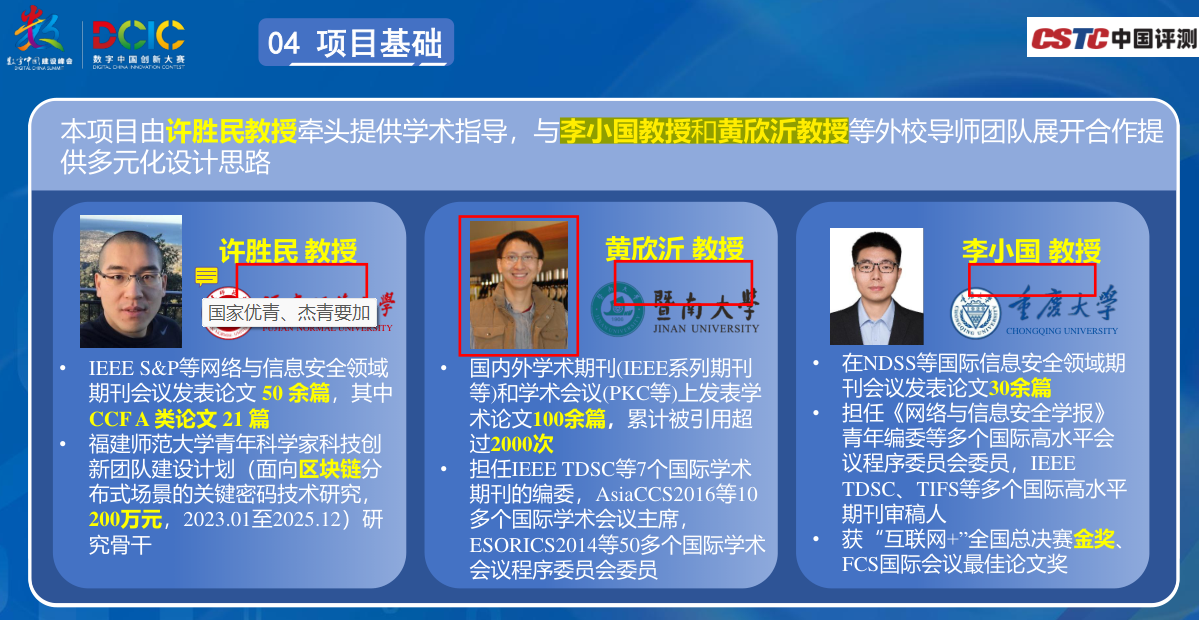 数字中国建设峰会
DIGITAL CHINA SUMMIT
DCIC
数字中国创新大赛
DIGITAL CHINA INNOVATION CONTEST
04 项目基础
CSTC中国评测
本项目由许胜民教授牵头提供学术指导，与李小国教授和黄欣沂教授等外校导师团队展开合作提
供多元化设计思路
许胜民 教授
國家优青、杰青要加
FUJIAN NORMAL UNIVERSITY
IEEE S&P等网络与信息安全领域
期刊会议发表论文 50 余篇，其中
CCF A 类论文 21 篇
福建师范大学青年科学家科技创
新团队建设计划（面向区块链分
布式场景的关键密码技术研究，
200万元，2023.01至2025.12）研
究骨干
黄欣沂 教授
暨南大學
JINAN UNIVERSITY
国内外学术期刊(IEEE系列期刊
等)和学术会议(PKC等)上发表学
术论文100余篇，累计被引用超
过2000次
担任IEEE TDSC等7个国际学术
期刊的编委，AsiaCCS2016等10
多个国际学术会议主席，
ESORICS2014等50多个国际学术
会议程序委员会委员
李小国 教授
重慶大學
CHONGQING UNIVERSITY
在NDSS等国际信息安全领域期
刊会议发表论文30余篇
担任《网络与信息安全学报》
青年编委等多个国际高水平会
议程序委员会委员，IEEE
TDSC、TIFS等多个国际高水平
期刊审稿人
获“互联网+”全国总决赛金奖、
FCS国际会议最佳论文奖